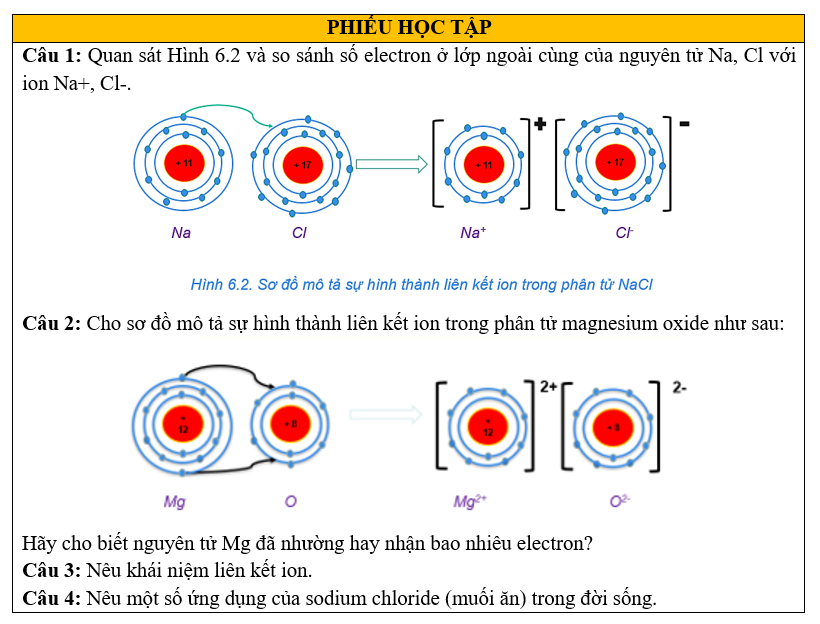 PHIẾU HỌC TẬP
Câu 1: Quan sát Hình 6.2 và so sánh số electron ở lớp ngoài cùng của nguyên tử Na, Cl với
ion Na+, Cl-.
+ 11
+ 17
+ 11
+
+ 17
-
Na
Cl
Na⁺
Cl⁻
Hình 6.2. Sơ đồ mô tả sự hình thành liên kết ion trong phân tử NaCl
Câu 2: Cho sơ đồ mô tả sự hình thành liên kết ion trong phân tử magnesium oxide như sau:
+
12
+ 8
+
12
2+
+ 8
2-
Mg
O
Mg²⁺
O²⁻
Hãy cho biết nguyên tử Mg đã nhường hay nhận bao nhiêu electron?
Câu 3: Nêu khái niệm liên kết ion.
Câu 4: Nêu một số ứng dụng của sodium chloride (muối ăn) trong đời sống.